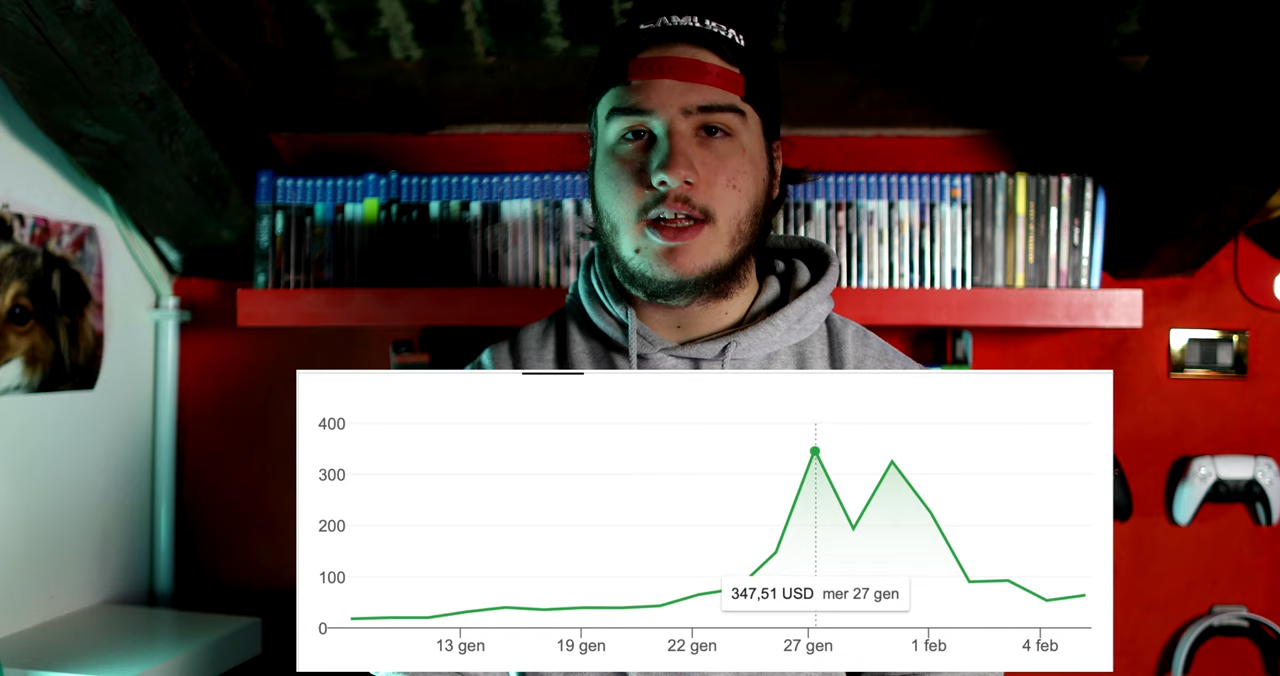 SAMURAI
400
300
200
100
0
347,51 USD mer 27 gen
13 gen 19 gen 22 gen 27 gen 1 feb 4 feb